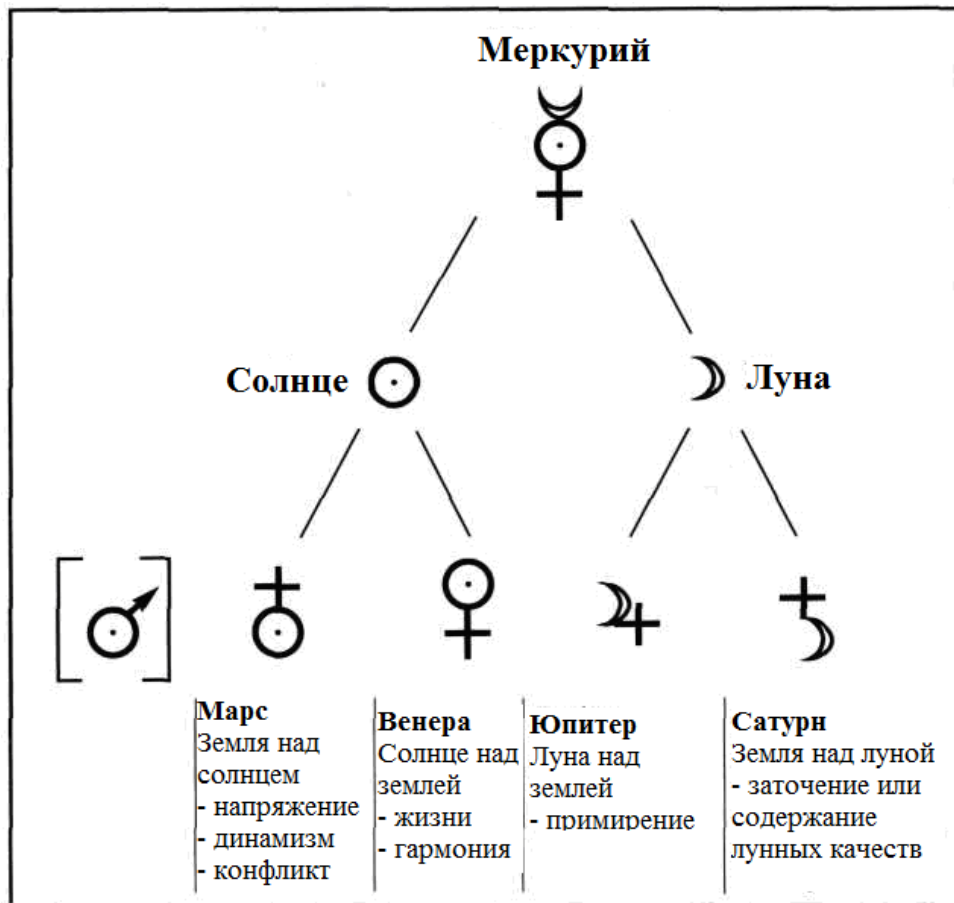 Меркурий
Солнце
Луна
Марс
Земля над
солнцем
- напряжение
- динамизм
- конфликт
Венера
Солнце над
землей
- жизни
- гармония
Юпитер
Луна над
землей
- примирение
Сатурн
Земля над луной
- заточение или
содержание
лунных качеств